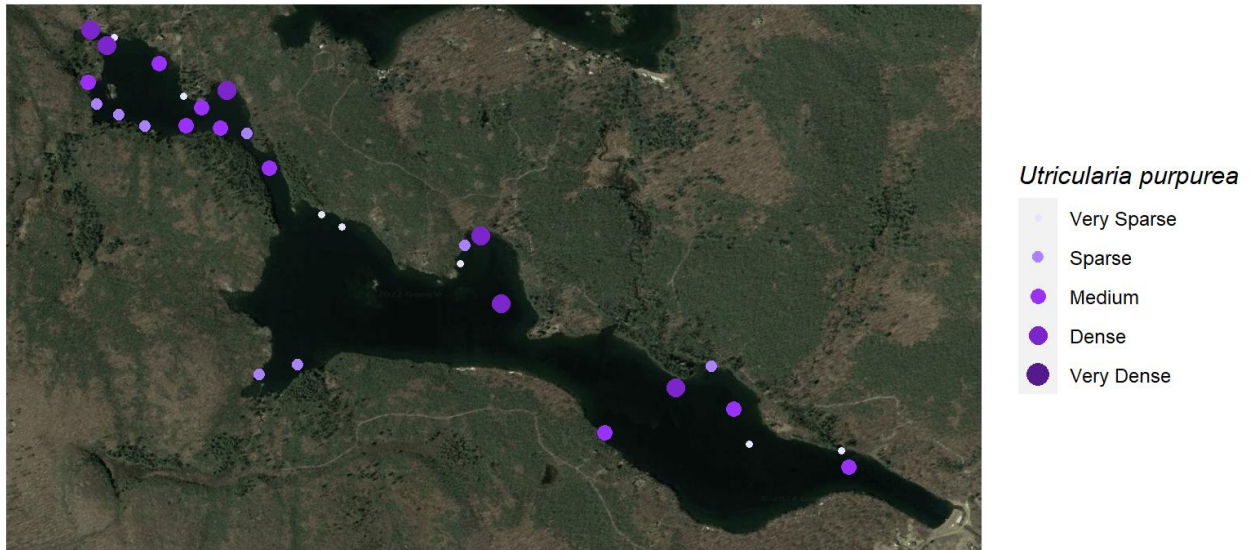 Utricularia purpurea
Very Sparse
Sparse
Medium
Dense
Very Dense